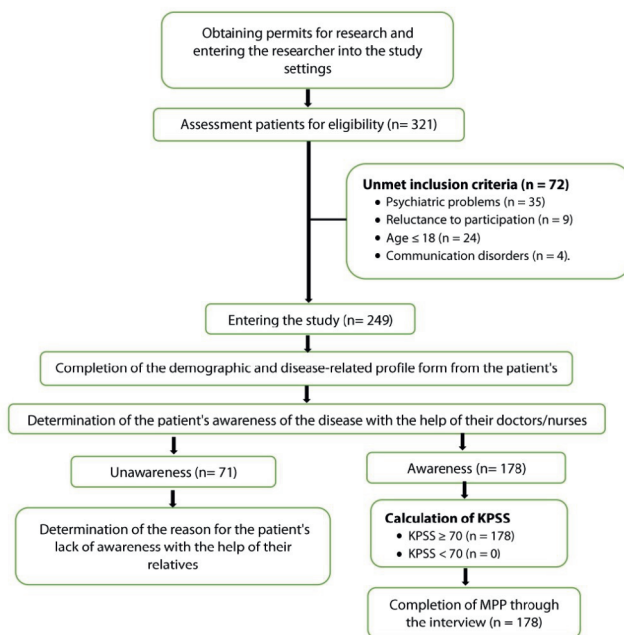 Obtaining permits for research and
entering the researcher into the study
settings
Assessment patients for eligibility (n= 321)
Unmet inclusion criteria (n = 72)
• Psychiatric problems (n = 35)
• Reluctance to participation (n = 9)
• Age ≤ 18 (n = 24)
• Communication disorders (n = 4).
Entering the study (n= 249)
Completion of the demographic and disease-related profile form from the patient's
Determination of the patient's awareness of the disease with the help of their doctors/nurses
Unawareness (n= 71)
Determination of the reason for the patient's
lack of awareness with the help of their
relatives
Awareness (n= 178)
Calculation of KPSS
• KPSS ≥ 70 (n = 178)
• KPSS < 70 (n = 0)
Completion of MPP through
the interview
(n = 178)